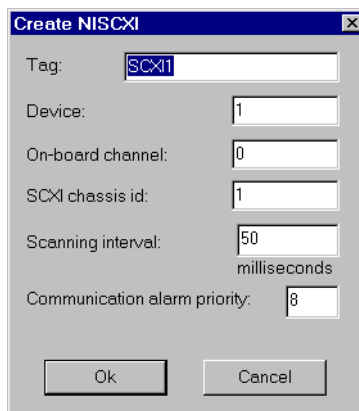 Create NISCXI
Tag: SCXI1
Device: 1
On-board channel: 0
SCXI chassis id: 1
Scanning interval: 50
milliseconds
Communication alarm priority: 8
Ok Cancel